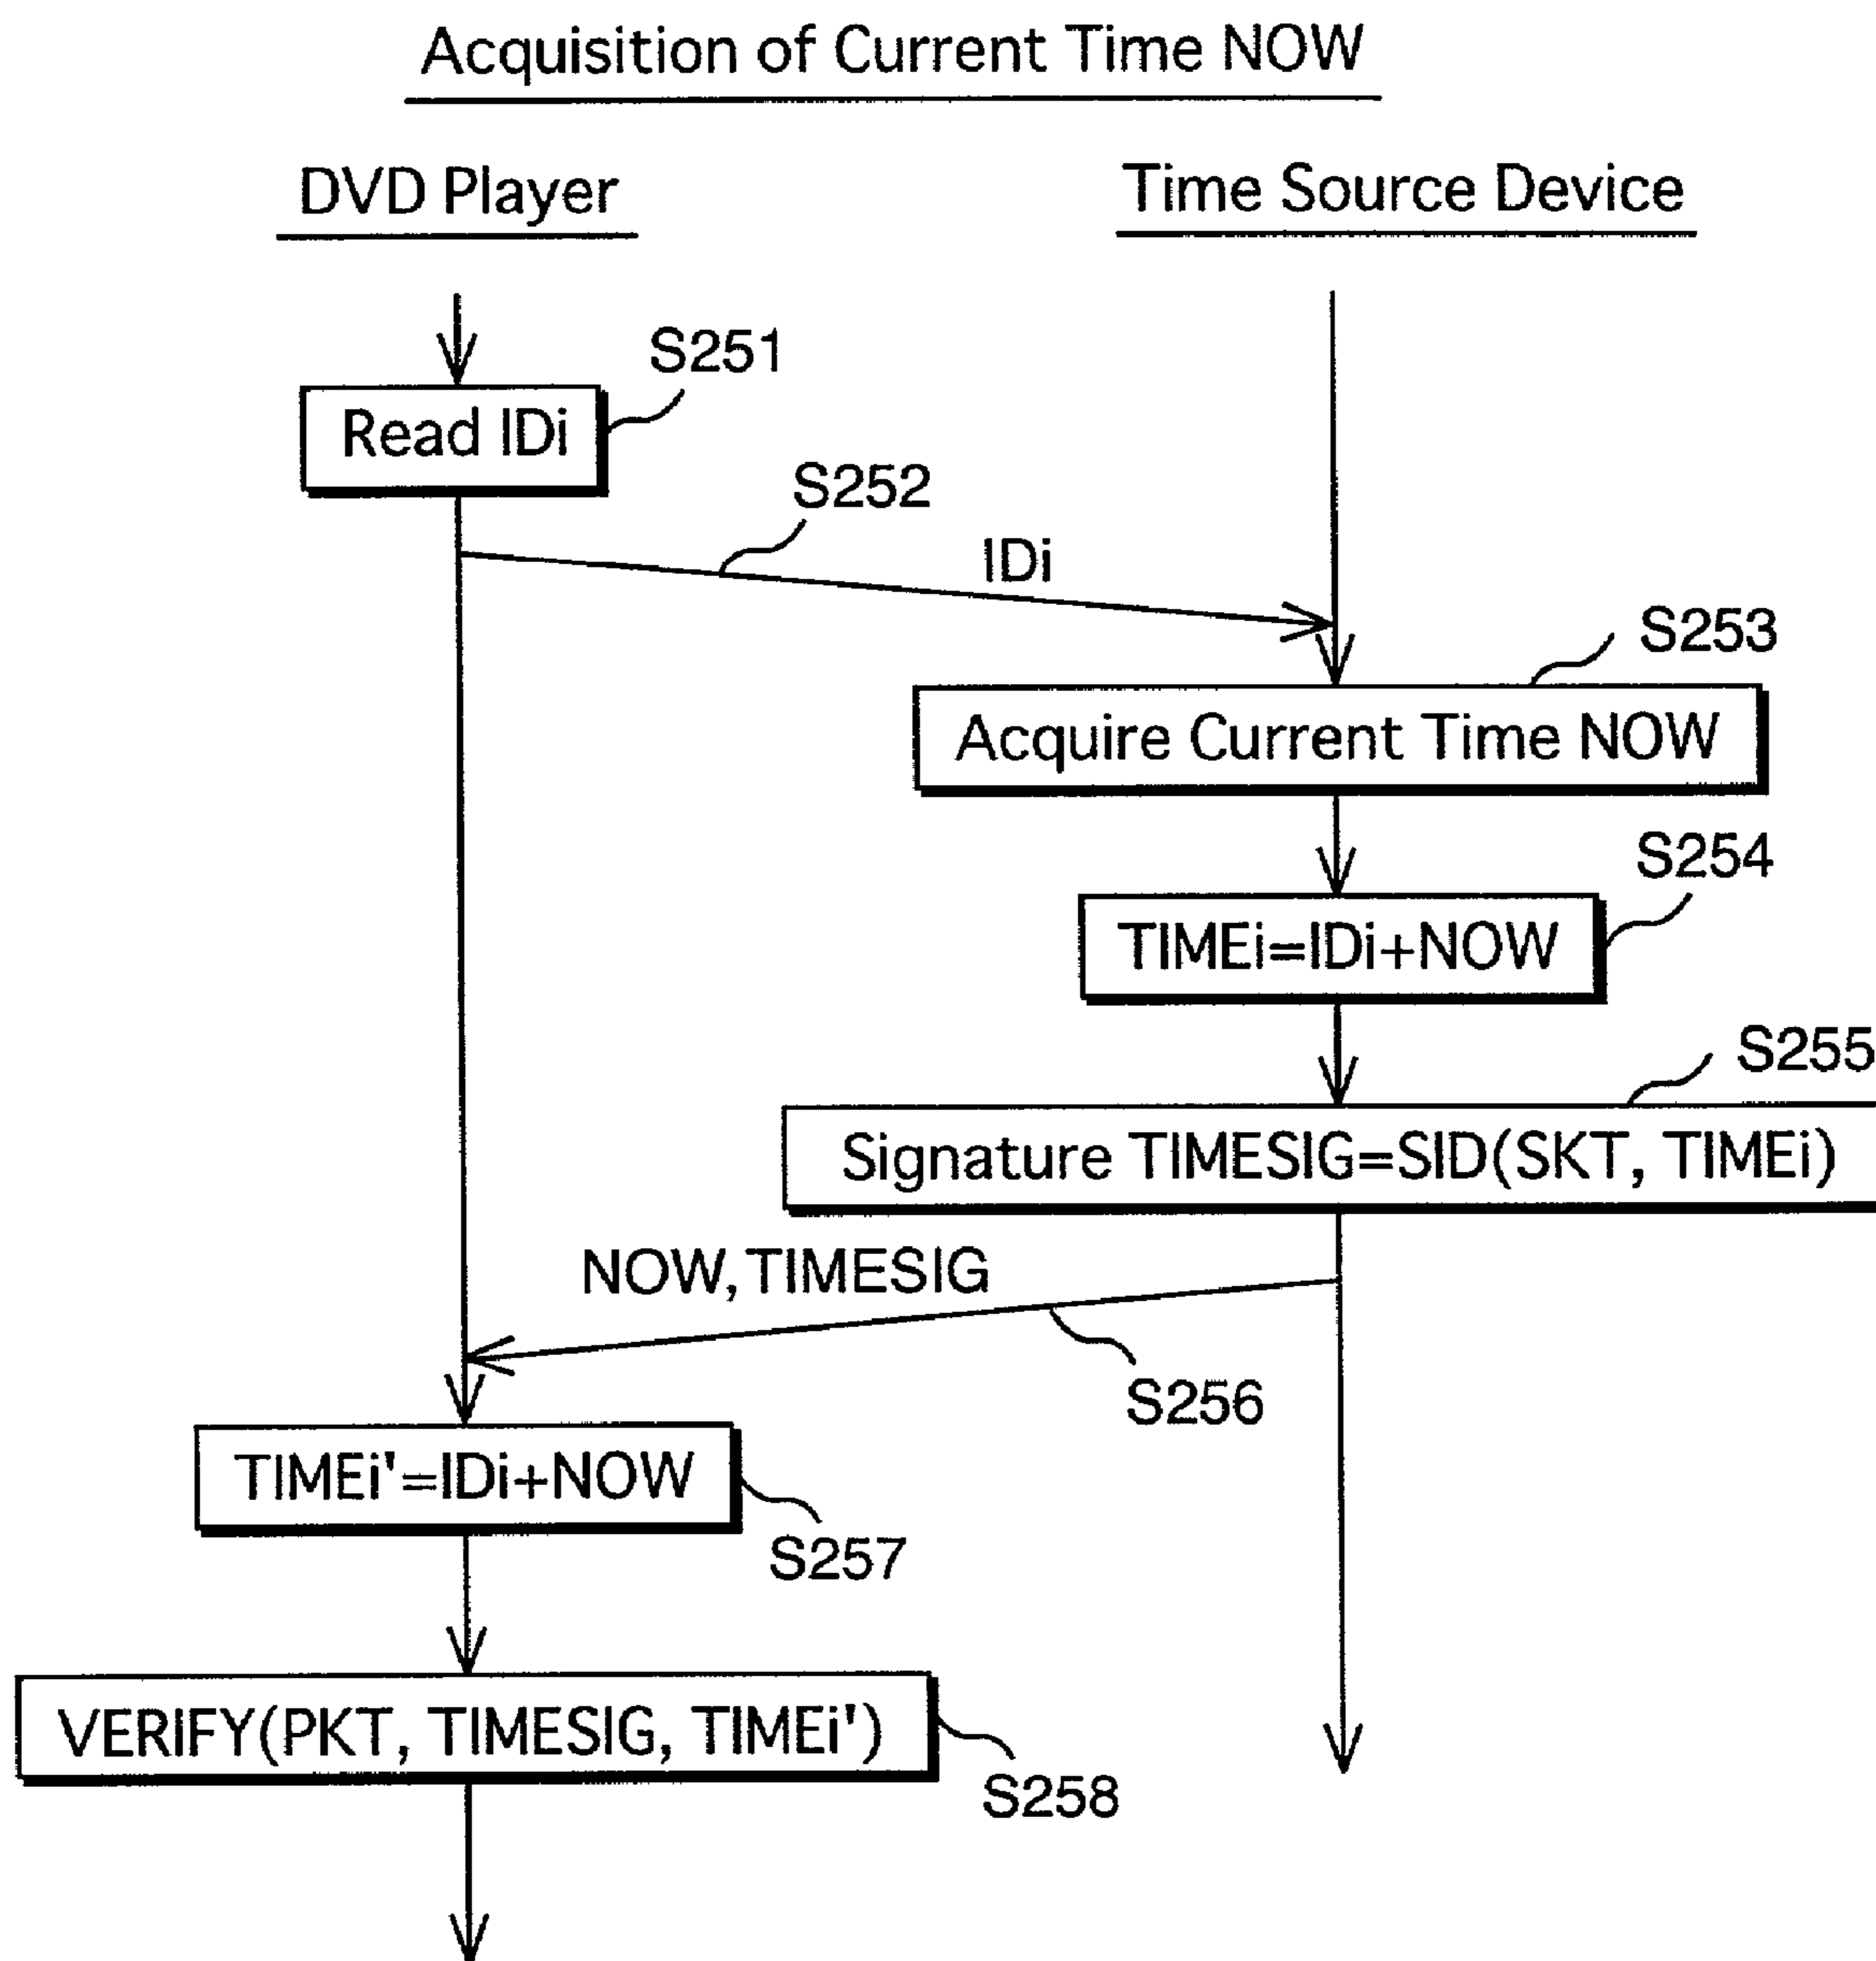 Acquisition of Current Time NOW
DVD Player
Time Source Device
S251
Read IDi
S252
IDi
S253
Acquire Current Time NOW
S254
TIMEi=IDi+NOW
S255
Signature TIMESIG=SID(SKT, TIMEi)
NOW,TIMESIG
S256
TIMEi'=IDi+NOW
S257
VERIFY(PKT, TIMESIG, TIMEi')
S258